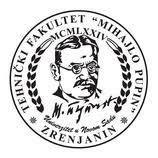 TEHNIČKI FAKULTET "MIHAJLO PUPIN"
MCMLXXIV
Univerzitet u Novom Sadu
ZRENJANIN